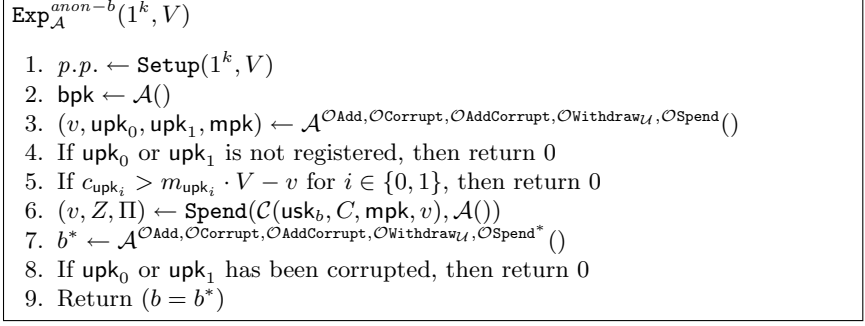 Exp_𝒜^{anon−b}(1^k, V)
1. p.p. ← Setup(1^k, V)
2. bpk ← 𝒜()
3. (v, upk_0, upk_1, mpk) ← 𝒜^{𝒪Add,𝒪Corrupt,𝒪AddCorrupt,𝒪Withdraw_𝒰,𝒪Spend}()
4. If upk_0 or upk_1 is not registered, then return 0
5. If c_{upk_i} > m_{upk_i} · V − v for i ∈ {0, 1}, then return 0
6. (v, Z, Π) ← Spend(𝒞(usk_b, C, mpk, v), 𝒜())
7. b* ← 𝒜^{𝒪Add,𝒪Corrupt,𝒪AddCorrupt,𝒪Withdraw_𝒰,𝒪Spend*}()
8. If upk_0 or upk_1 has been corrupted, then return 0
9. Return (b = b*)